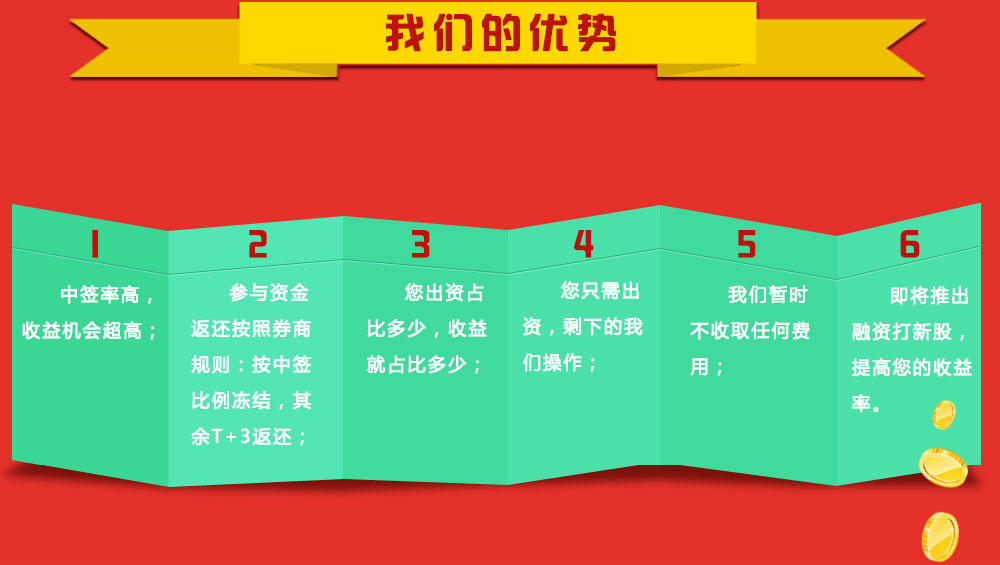 我们的优势
1
中签率高，
收益机会超高；
2
参与资金
返还按照券商
规则：按中签
比例冻结，其
余T+3返还；
3
您出资占
比多少，收益
就占比多少；
4
您只需出
资，剩下的我
们操作；
5
我们暂时
不收取任何费
用；
6
即将推出
融资打新股，
提高您的收益
率。